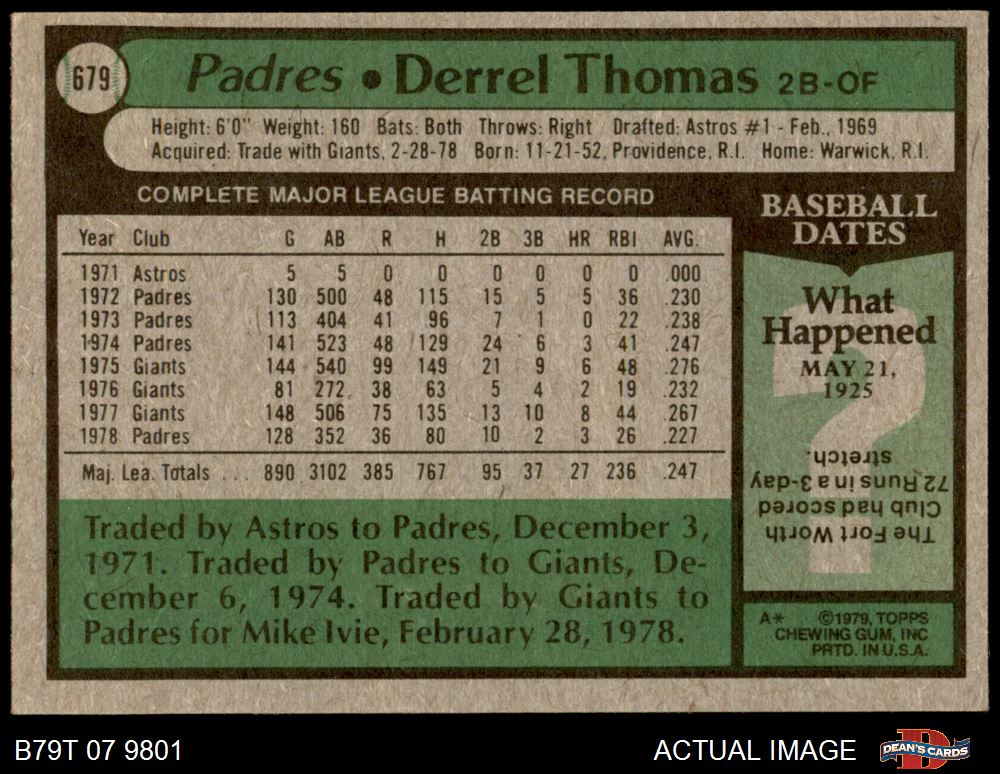 679
Padres • Derrel Thomas 2B-OF
Height: 6'0" Weight: 160 Bats: Both Throws: Right Drafted: Astros #1 - Feb., 1969
Acquired: Trade with Giants, 2-28-78 Born: 11-21-52, Providence, R.I. Home: Warwick, R.I.
COMPLETE MAJOR LEAGUE BATTING RECORD
Year Club G AB R H 2B 3B HR RBI AVG.
1971 Astros 5 5 0 0 0 0 0 0 .000
1972 Padres 130 500 48 115 15 5 5 36 .230
1973 Padres 113 404 41 96 7 1 0 22 .238
1974 Padres 141 523 48 129 24 6 3 41 .247
1975 Giants 144 540 99 149 21 9 6 48 .276
1976 Giants 81 272 38 63 5 4 2 19 .232
1977 Giants 148 506 75 135 13 10 8 44 .267
1978 Padres 128 352 36 80 10 2 3 26 .227
Maj. Lea. Totals ... 890 3102 385 767 95 37 27 236 .247
Traded by Astros to Padres, December 3,
1971. Traded by Padres to Giants, De-
cember 6, 1974. Traded by Giants to
Padres for Mike Ivie, February 28, 1978.
BASEBALL
DATES
What
Happened
MAY 21,
1925
?
The Fort Worth
Club had scored
72 Runs in a 3-day
stretch.
A* ©1979, TOPPS
CHEWING GUM, INC
PRTD. IN U.S.A.
B79T 07 9801
ACTUAL IMAGE
DEAN'S CARDS